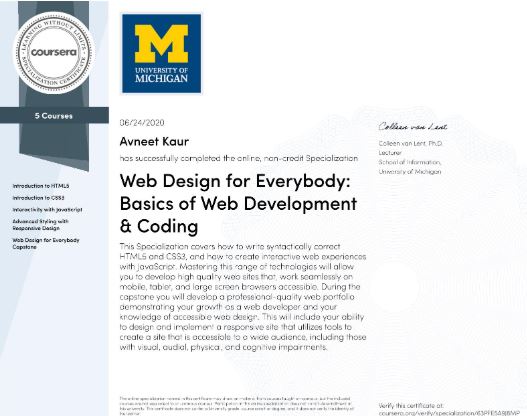 LEARNING WITHOUT LIMITS
coursera
SPECIALIZATION CERTIFICATE
5 Courses
Introduction to HTML5
Introduction to CSS3
Interactivity with JavaScript
Advanced Styling with
Responsive Design
Web Design for Everybody
Capstone
M
UNIVERSITY OF
MICHIGAN
06/24/2020
Avneet Kaur
has successfully completed the online, non-credit Specialization
Web Design for Everybody:
Basics of Web Development
& Coding
This Specialization covers how to write syntactically correct
HTML5 and CSS3, and how to create interactive web experiences
with JavaScript. Mastering this range of technologies will allow
you to develop high quality web sites that, work seamlessly on
mobile, tablet, and large screen browsers accessible. During the
capstone you will develop a professional-quality web portfolio
demonstrating your growth as a web developer and your
knowledge of accessible web design. This will include your ability
to design and implement a responsive site that utilizes tools to
create a site that is accessible to a wide audience, including those
with visual, audial, physical, and cognitive impairments.
Colleen van Lent
Colleen van Lent, Ph.D.
Lecturer
School of Information,
University of Michigan
Verify this certificate at:
coursera.org/verify/specialization/